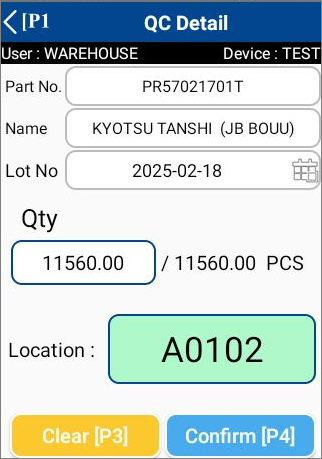 [P1 QC Detail
User : WAREHOUSE Device : TEST
Part No. PR57021701T
Name KYOTSU TANSHI (JB BOUU)
Lot No 2025-02-18
Qty
11560.00 / 11560.00 PCS
Location : A0102
Clear [P3] Confirm [P4]